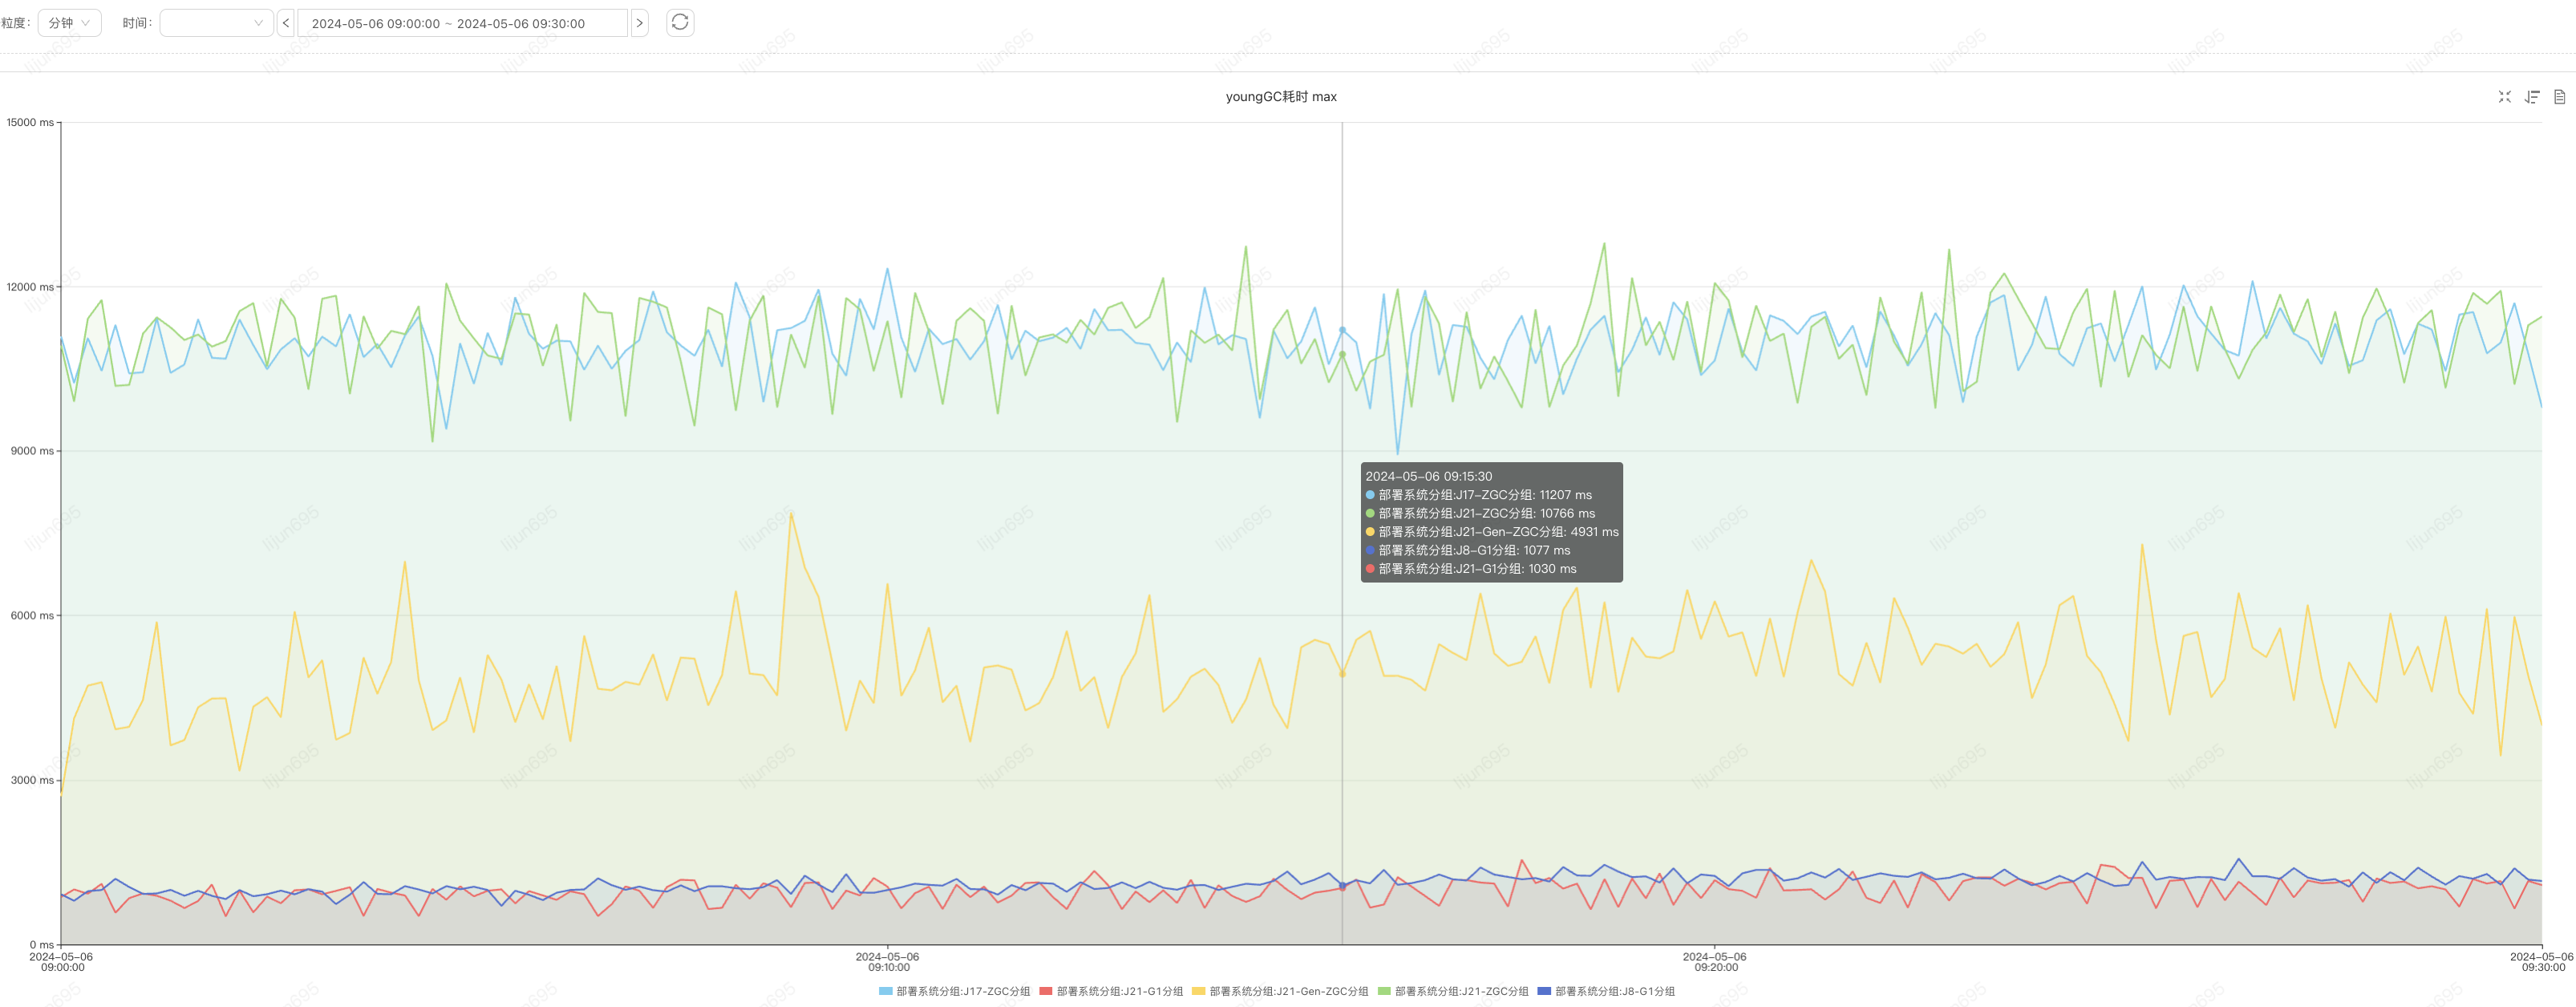 粒度: 分钟 时间: < 2024-05-06 09:00:00 ~ 2024-05-06 09:30:00 >
youngGC耗时 max
15000 ms
12000 ms
9000 ms
6000 ms
3000 ms
0 ms
2024-05-06 09:15:30
部署系统分组:J17-ZGC分组: 11207 ms
部署系统分组:J21-ZGC分组: 10766 ms
部署系统分组:J21-Gen-ZGC分组: 4931 ms
部署系统分组:J8-G1分组: 1077 ms
部署系统分组:J21-G1分组: 1030 ms
2024-05-06 09:00:00
2024-05-06 09:10:00
2024-05-06 09:20:00
2024-05-06 09:30:00
部署系统分组:J17-ZGC分组 部署系统分组:J21-G1分组 部署系统分组:J21-Gen-ZGC分组 部署系统分组:J21-ZGC分组 部署系统分组:J8-G1分组